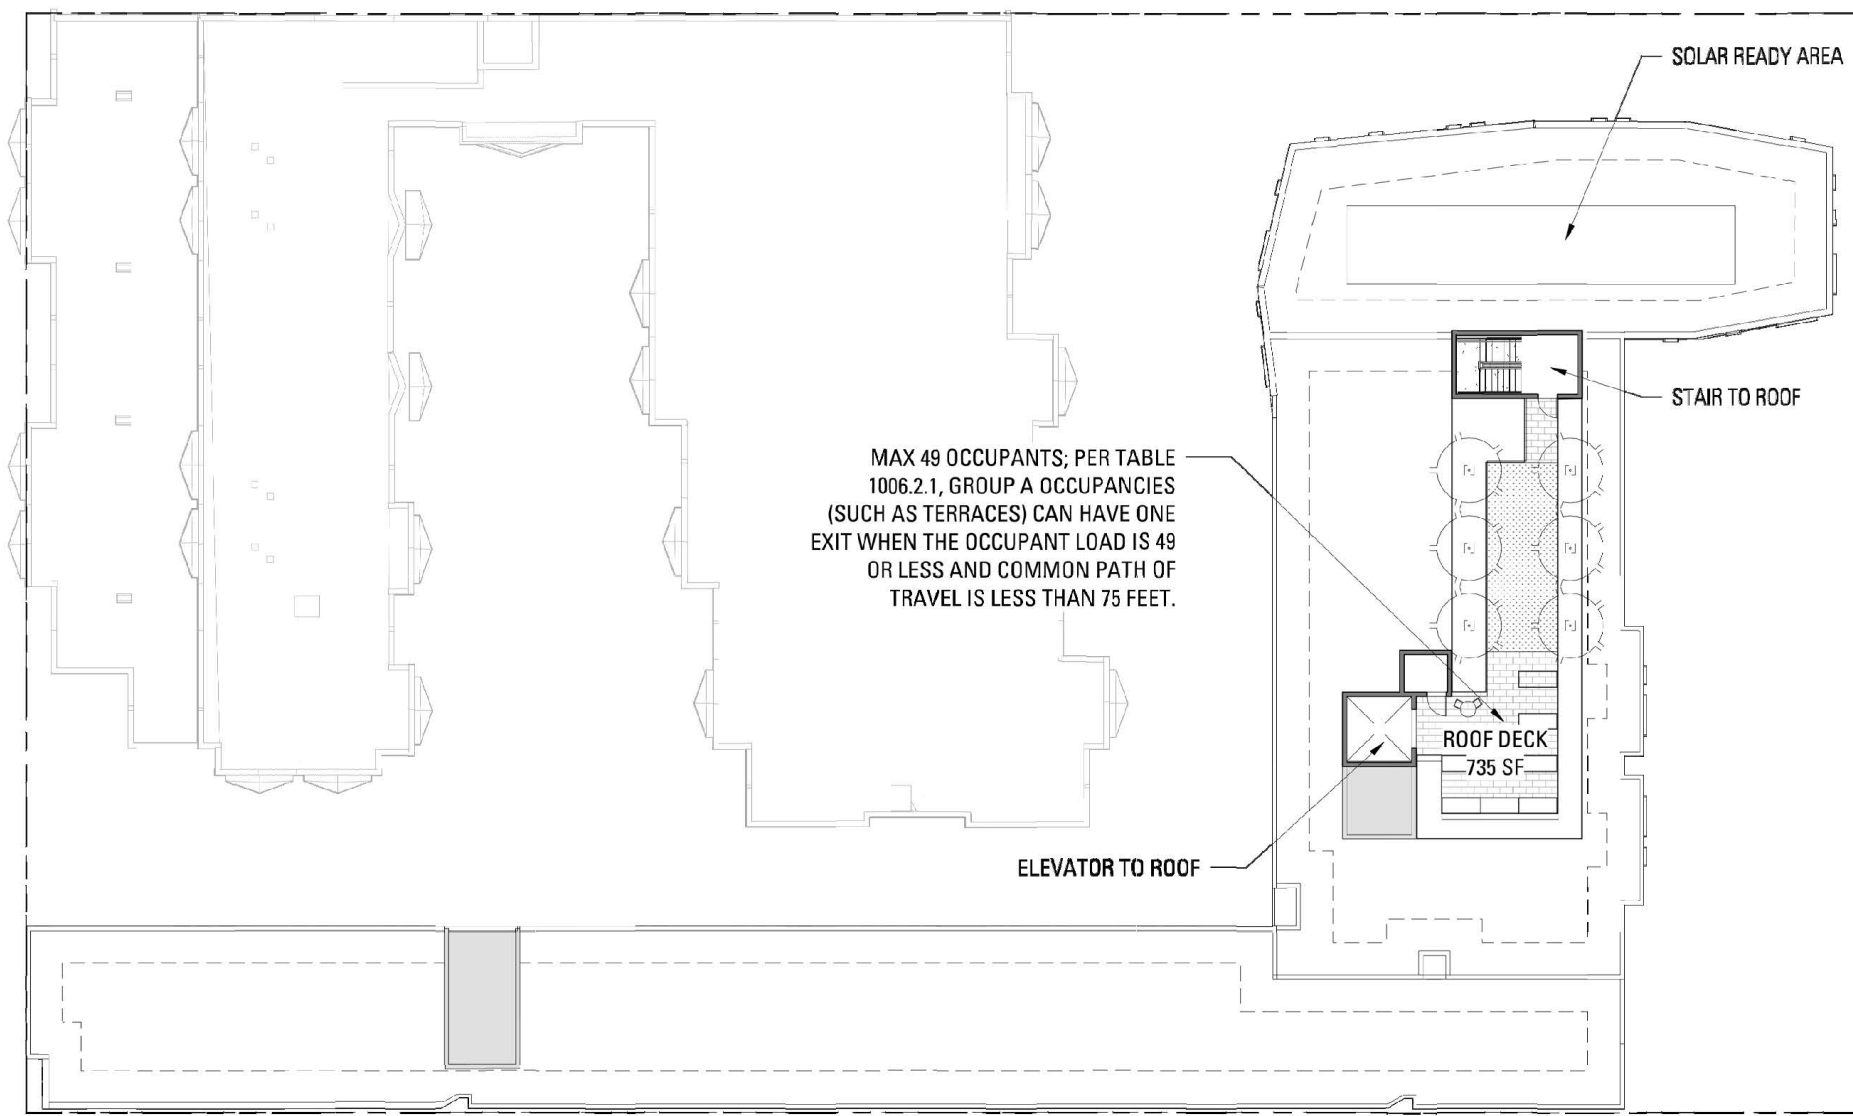 SOLAR READY AREA
STAIR TO ROOF
MAX 49 OCCUPANTS; PER TABLE
1006.2.1, GROUP A OCCUPANCIES
(SUCH AS TERRACES) CAN HAVE ONE
EXIT WHEN THE OCCUPANT LOAD IS 49
OR LESS AND COMMON PATH OF
TRAVEL IS LESS THAN 75 FEET.
ROOF DECK
735 SF
ELEVATOR TO ROOF